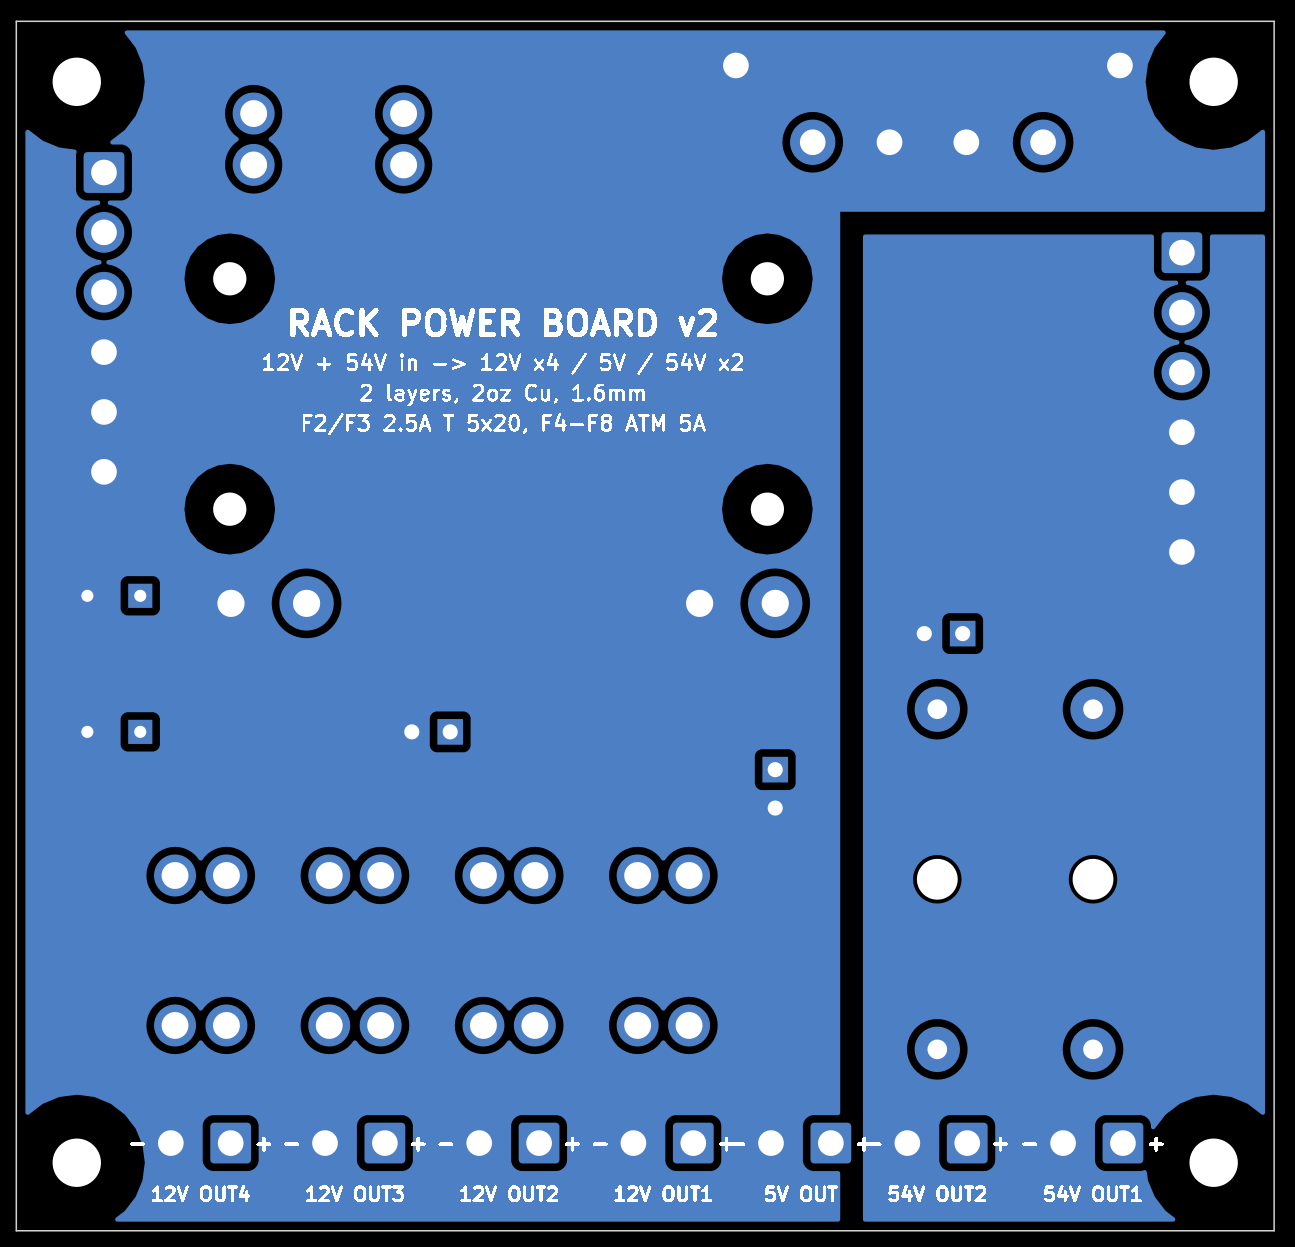 RACK POWER BOARD v2
12V + 54V in -> 12V x4 / 5V / 54V x2
2 layers, 2oz Cu, 1.6mm
F2/F3 2.5A T 5x20, F4-F8 ATM 5A
- + - + - + - + - + - + - +
12V OUT4 12V OUT3 12V OUT2 12V OUT1 5V OUT 54V OUT2 54V OUT1